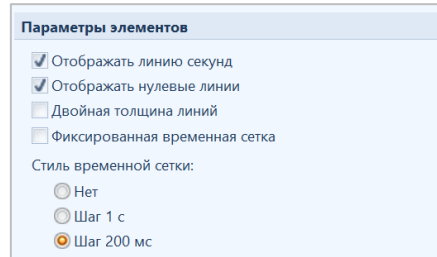 Параметры элементов
Отображать линию секунд
Отображать нулевые линии
Двойная толщина линий
Фиксированная временная сетка
Стиль временной сетки:
Нет
Шаг 1 с
Шаг 200 мс